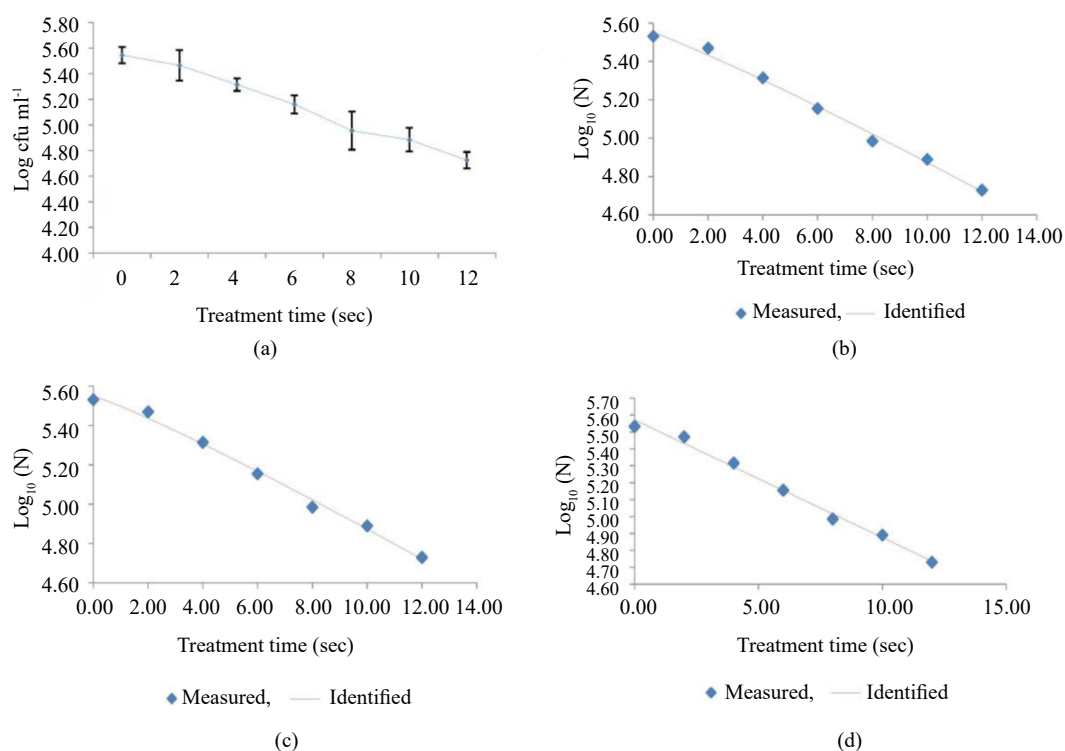 5.80
5.60
5.40
5.20
5.00
4.80
4.60
4.40
4.20
4.00
Log cfu ml⁻¹
0 2 4 6 8 10 12
Treatment time (sec)
(a)
5.60
5.40
5.20
5.00
4.80
4.60
Log₁₀ (N)
0.00 2.00 4.00 6.00 8.00 10.00 12.00 14.00
Treatment time (sec)
Measured, Identified
(b)
5.60
5.40
5.20
5.00
4.80
4.60
Log₁₀ (N)
0.00 2.00 4.00 6.00 8.00 10.00 12.00 14.00
Treatment time (sec)
Measured, Identified
(c)
5.70
5.60
5.50
5.40
5.30
5.20
5.10
5.00
4.90
4.80
4.70
4.60
Log₁₀ (N)
0.00 5.00 10.00 15.00
Treatment time (sec)
Measured, Identified
(d)